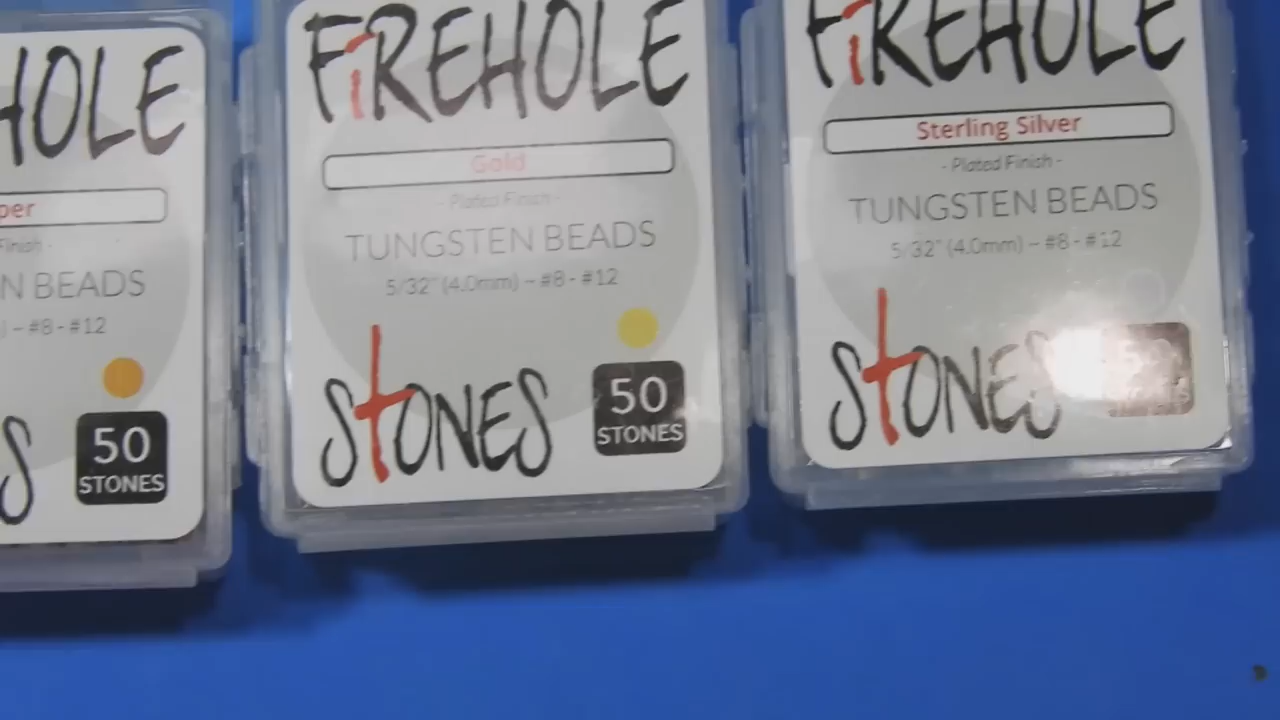 HOLE
per
Finish -
N BEADS
) – #8 - #12
S
50
STONES
FiREHOLE
Gold
- Plated Finish -
TUNGSTEN BEADS
5/32" (4.0mm) – #8 - #12
StONES
50
STONES
FiREHOLE
Sterling Silver
- Plated Finish -
TUNGSTEN BEADS
5/32" (4.0mm) – #8 - #12
StONES